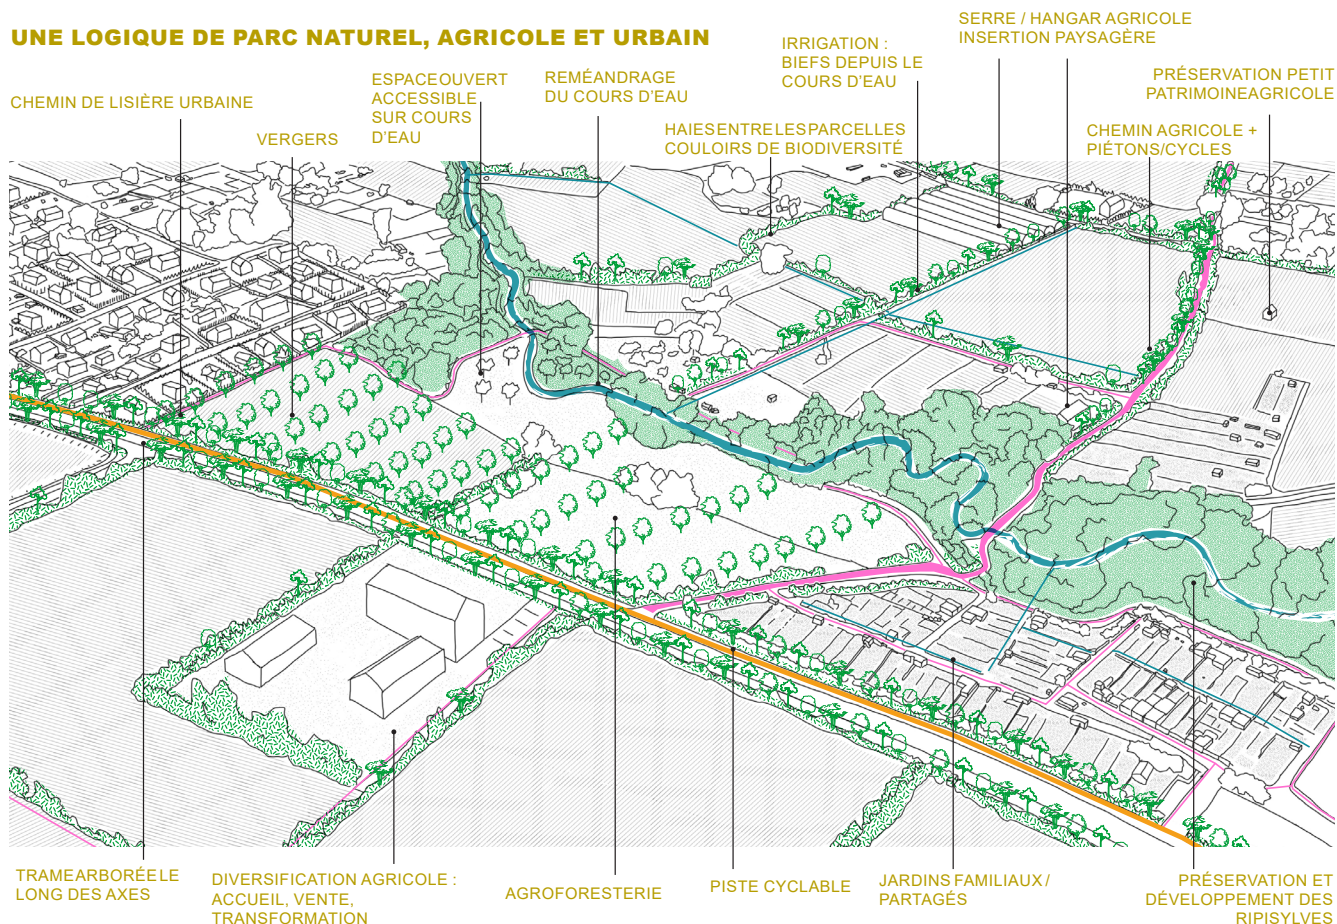 UNE LOGIQUE DE PARC NATUREL, AGRICOLE ET URBAIN
SERRE / HANGAR AGRICOLE
INSERTION PAYSAGÈRE
IRRIGATION :
BIEFS DEPUIS LE
COURS D'EAU
CHEMIN DE LISIÈRE URBAINE
VERGERS
ESPACEOUVERT
ACCESSIBLE
SUR COURS
D'EAU
REMÉANDRAGE
DU COURS D'EAU
HAIESENTRELESPARCELLES
COULOIRS DE BIODIVERSITÉ
PRÉSERVATION PETIT
PATRIMOINEAGRICOLE
CHEMIN AGRICOLE +
PIÉTONS/CYCLES
TRAMEARBORÉELE
LONG DES AXES
DIVERSIFICATION AGRICOLE :
ACCUEIL, VENTE,
TRANSFORMATION
AGROFORESTERIE
PISTE CYCLABLE
JARDINS FAMILIAUX /
PARTAGÉS
PRÉSERVATION ET
DÉVELOPPEMENT DES
RIPISYLVES